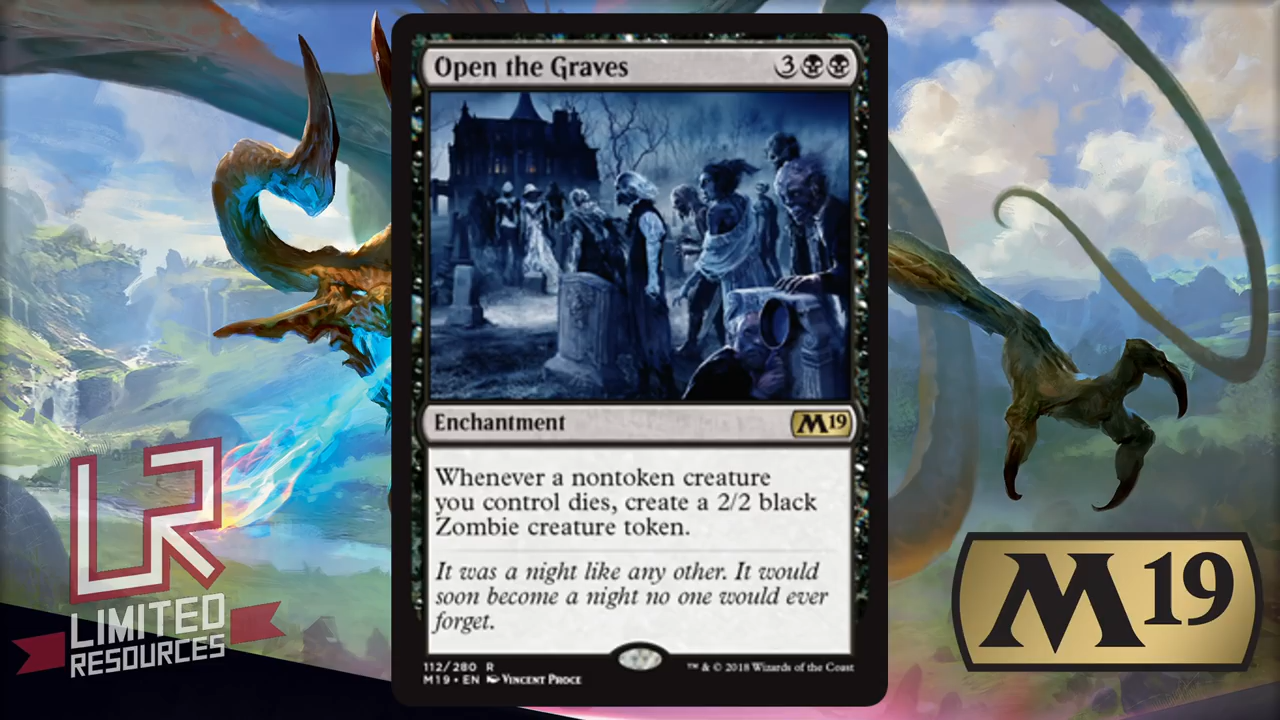 Open the Graves 3
Enchantment M19
Whenever a nontoken creature
you control dies, create a 2/2 black
Zombie creature token.
It was a night like any other. It would
soon become a night no one would ever
forget.
112/280 R ™ & © 2018 Wizards of the Coast
M19 • EN Vincent Proce
LR
LIMITED
RESOURCES
M19